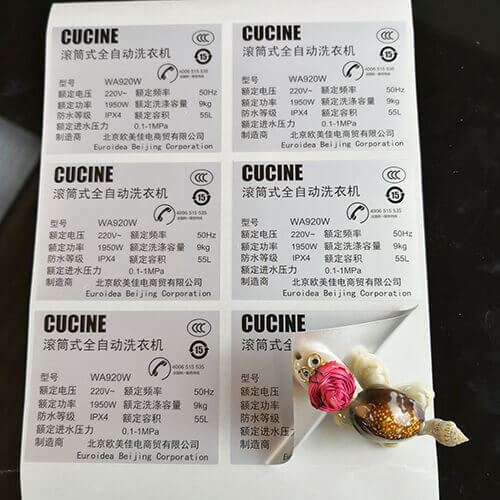 CUCINE CCC
滚筒式全自动洗衣机 15
4006 515 535
型号 WA920W
额定电压 220V~ 额定频率 50Hz
额定功率 1950W 额定洗涤容量 9kg
防水等级 IPX4 额定容积 55L
额定进水压力 0.1-1MPa
制造商 北京欧美佳电商贸有限公司
Euroidea Beijing Corporation
CUCINE CCC
滚筒式全自动洗衣机 15
4006 515 535
型号 WA920W
额定电压 220V~ 额定频率 50Hz
额定功率 1950W 额定洗涤容量 9kg
防水等级 IPX4 额定容积 55L
额定进水压力 0.1-1MPa
制造商 北京欧美佳电商贸有限公司
Euroidea Beijing Corporation
CUCINE CCC
滚筒式全自动洗衣机 15
4006 515 535
型号 WA920W
额定电压 220V~ 额定频率 50Hz
额定功率 1950W 额定洗涤容量 9kg
防水等级 IPX4 额定容积 55L
额定进水压力 0.1-1MPa
制造商 北京欧美佳电商贸有限公司
Euroidea Beijing Corporation
CUCINE CCC
滚筒式全自动洗衣机 15
4006 515 535
型号 WA920W
额定电压 220V~ 额定频率 50Hz
额定功率 1950W 额定洗涤容量 9kg
防水等级 IPX4 额定容积 55L
额定进水压力 0.1-1MPa
制造商 北京欧美佳电商贸有限公司
Euroidea Beijing Corporation
CUCINE CCC
滚筒式全自动洗衣机 15
4006 515 535
型号 WA920W
额定电压 220V~ 额定频率 50Hz
额定功率 1950W 额定洗涤容量 9kg
防水等级 IPX4 额定容积 55L
额定进水压力 0.1-1MPa
制造商 北京欧美佳电商贸有限公司
Euroidea Beijing Corporation
CUCINE
滚筒式
型号
额定电压
额定功率
防水等级
额定进
制造商